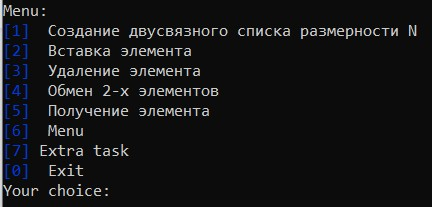 Menu:
[1]  Создание двусвязного списка размерности N
[2]  Вставка элемента
[3]  Удаление элемента
[4]  Обмен 2-х элементов
[5]  Получение элемента
[6]  Menu
[7] Extra task
[0]  Exit
Your choice: